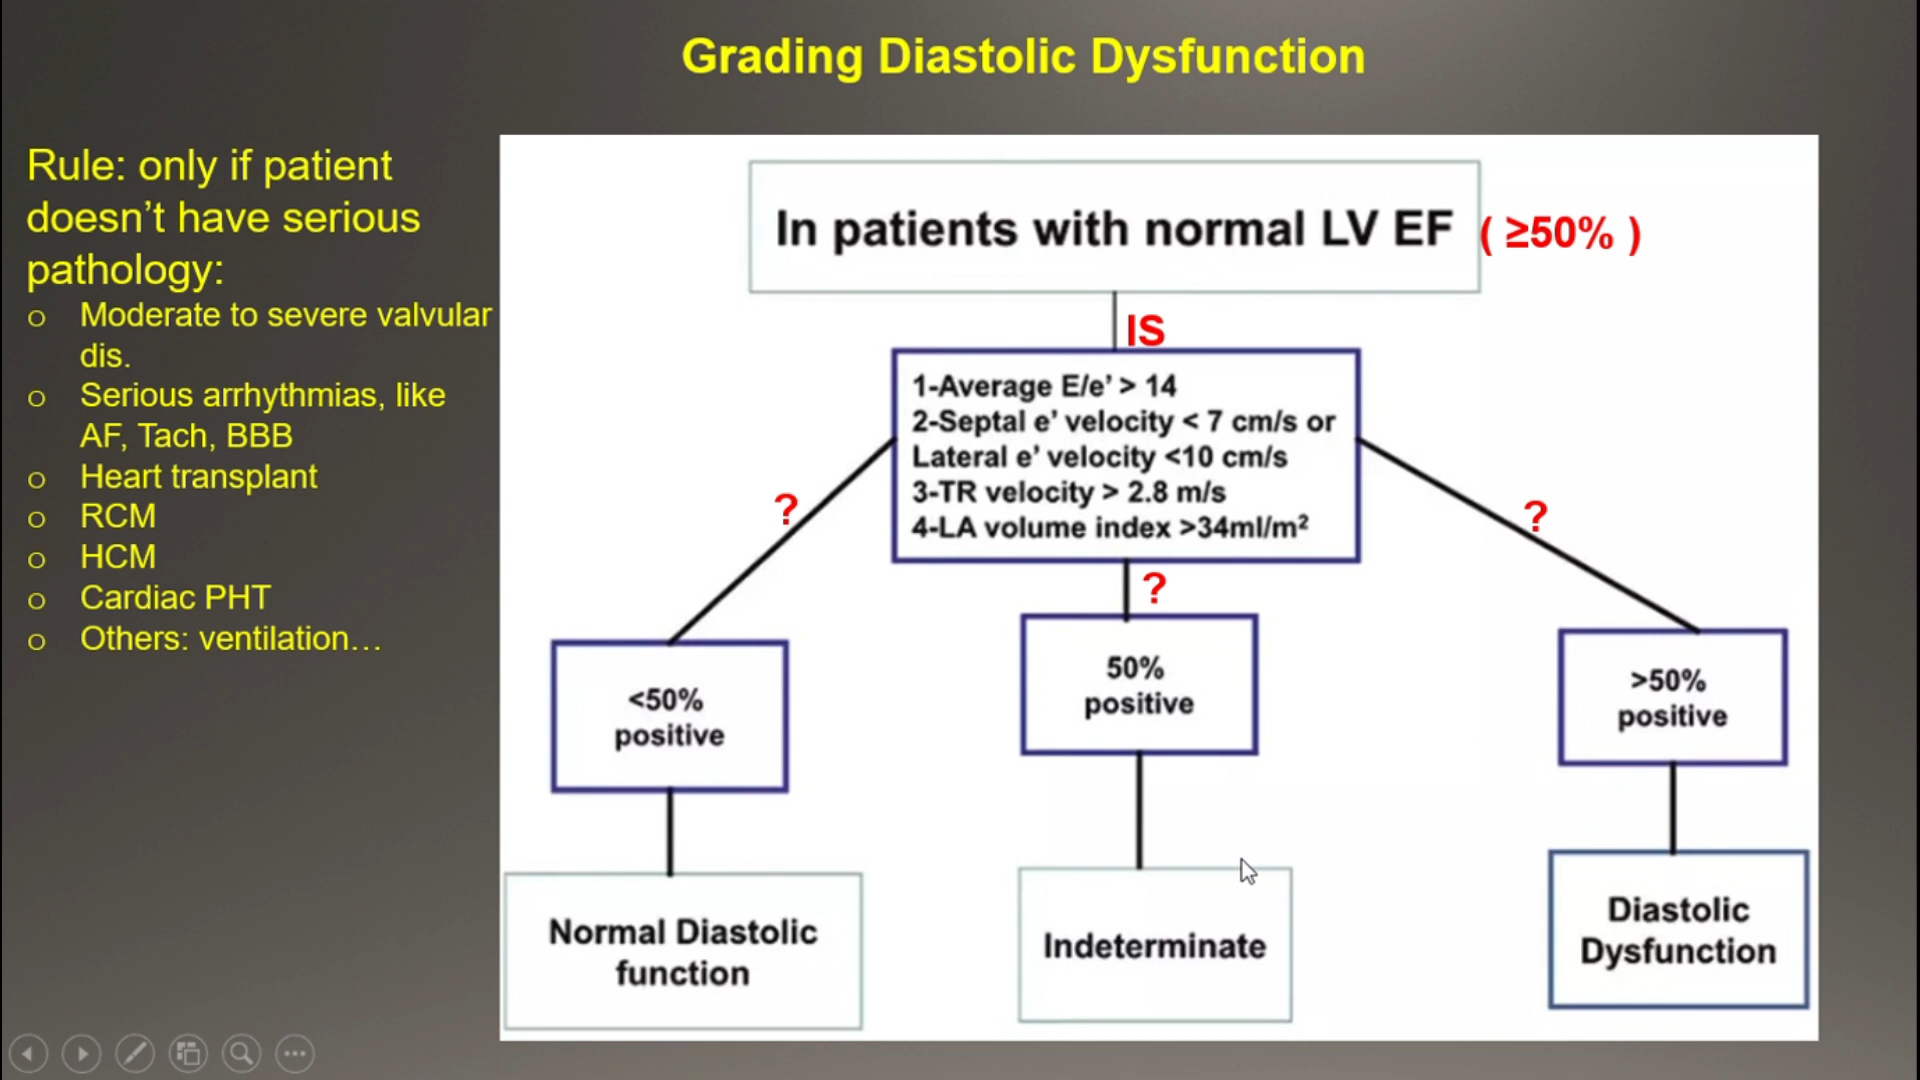 Grading Diastolic Dysfunction
Rule: only if patient
doesn’t have serious
pathology:
o Moderate to severe valvular
dis.
o Serious arrhythmias, like
AF, Tach, BBB
o Heart transplant
o RCM
o HCM
o Cardiac PHT
o Others: ventilation…
In patients with normal LV EF ( ≥50% )
IS
1-Average E/e’ > 14
2-Septal e’ velocity < 7 cm/s or
Lateral e’ velocity <10 cm/s
3-TR velocity > 2.8 m/s
4-LA volume index >34ml/m²
?
?
?
<50%
positive
50%
positive
>50%
positive
Normal Diastolic
function
Indeterminate
Diastolic
Dysfunction